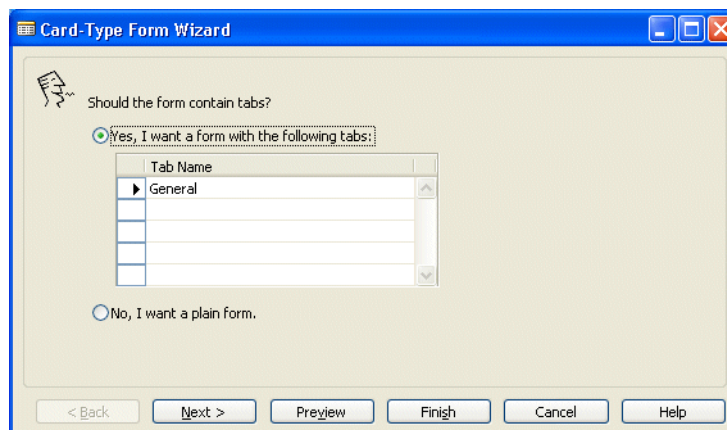 Card-Type Form Wizard
Should the form contain tabs?
Yes, I want a form with the following tabs:
Tab Name
General
No, I want a plain form.
< Back Next > Preview Finish Cancel Help